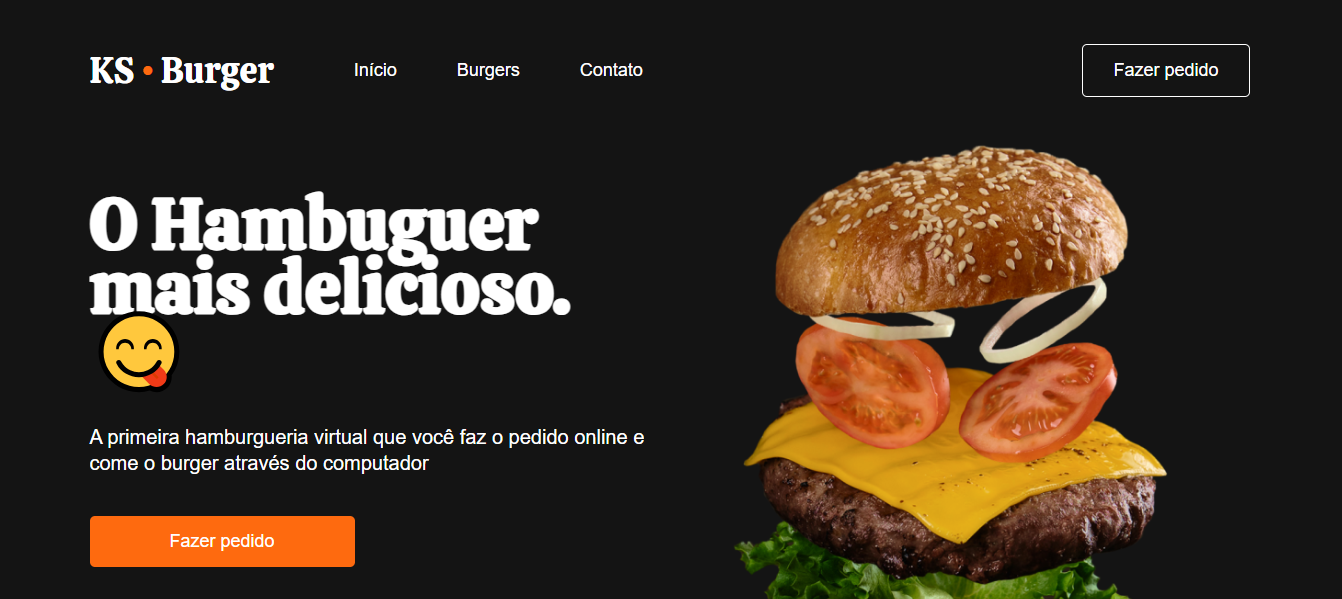 KS • Burger
Início
Burgers
Contato
Fazer pedido
O Hambuguer
mais delicioso.
A primeira hamburgueria virtual que você faz o pedido online e
come o burger através do computador
Fazer pedido